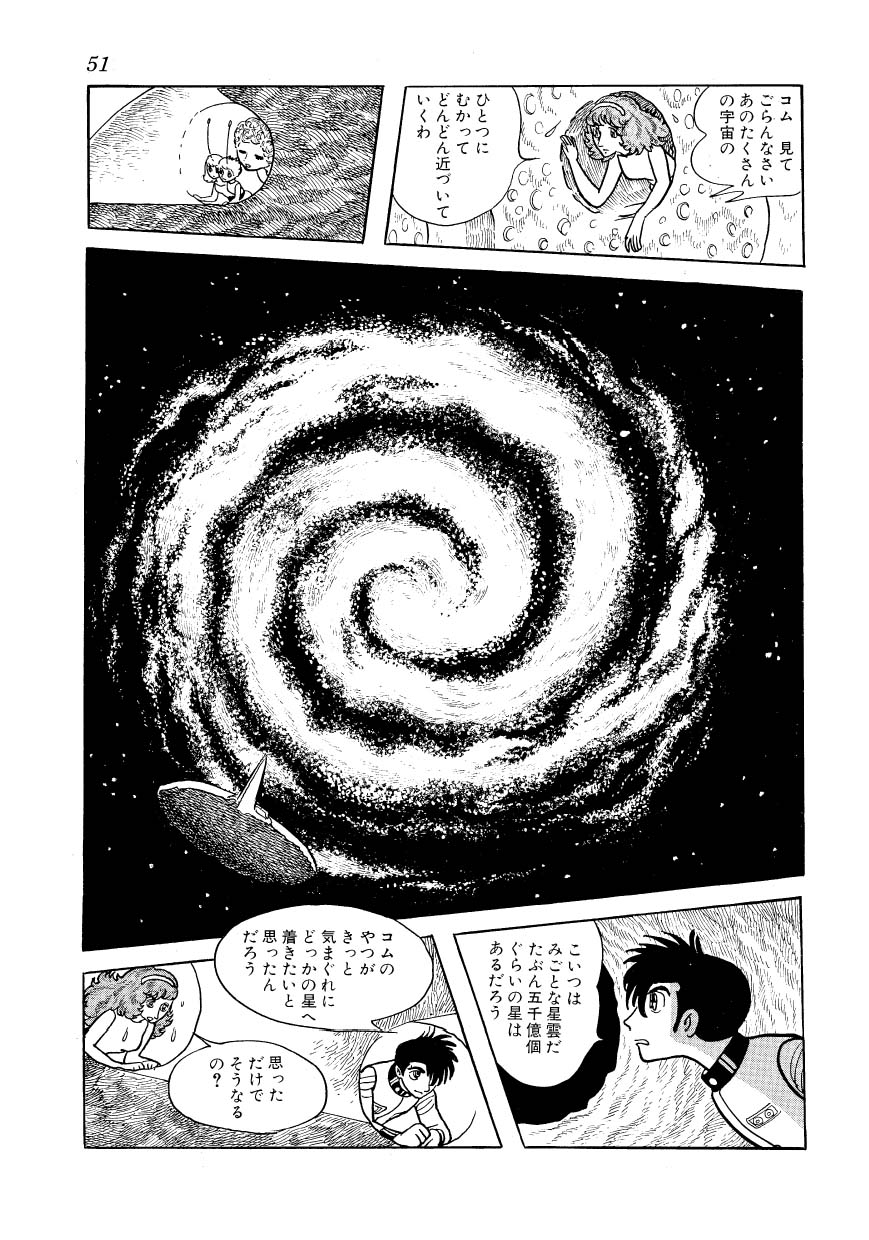 51
コム 見て
ごらんなさい
あのたくさん
の宇宙の
ひとつに
むかって
どんどん近づいて
いくわ
こいつは
みごとな星雲だ
たぶん五千億個
ぐらいの星は
あるだろう
コムの
やつが
きっと
気まぐれに
どっかの星へ
着きたいと
思ったん
だろう
思った
だけで
そうなる
の?